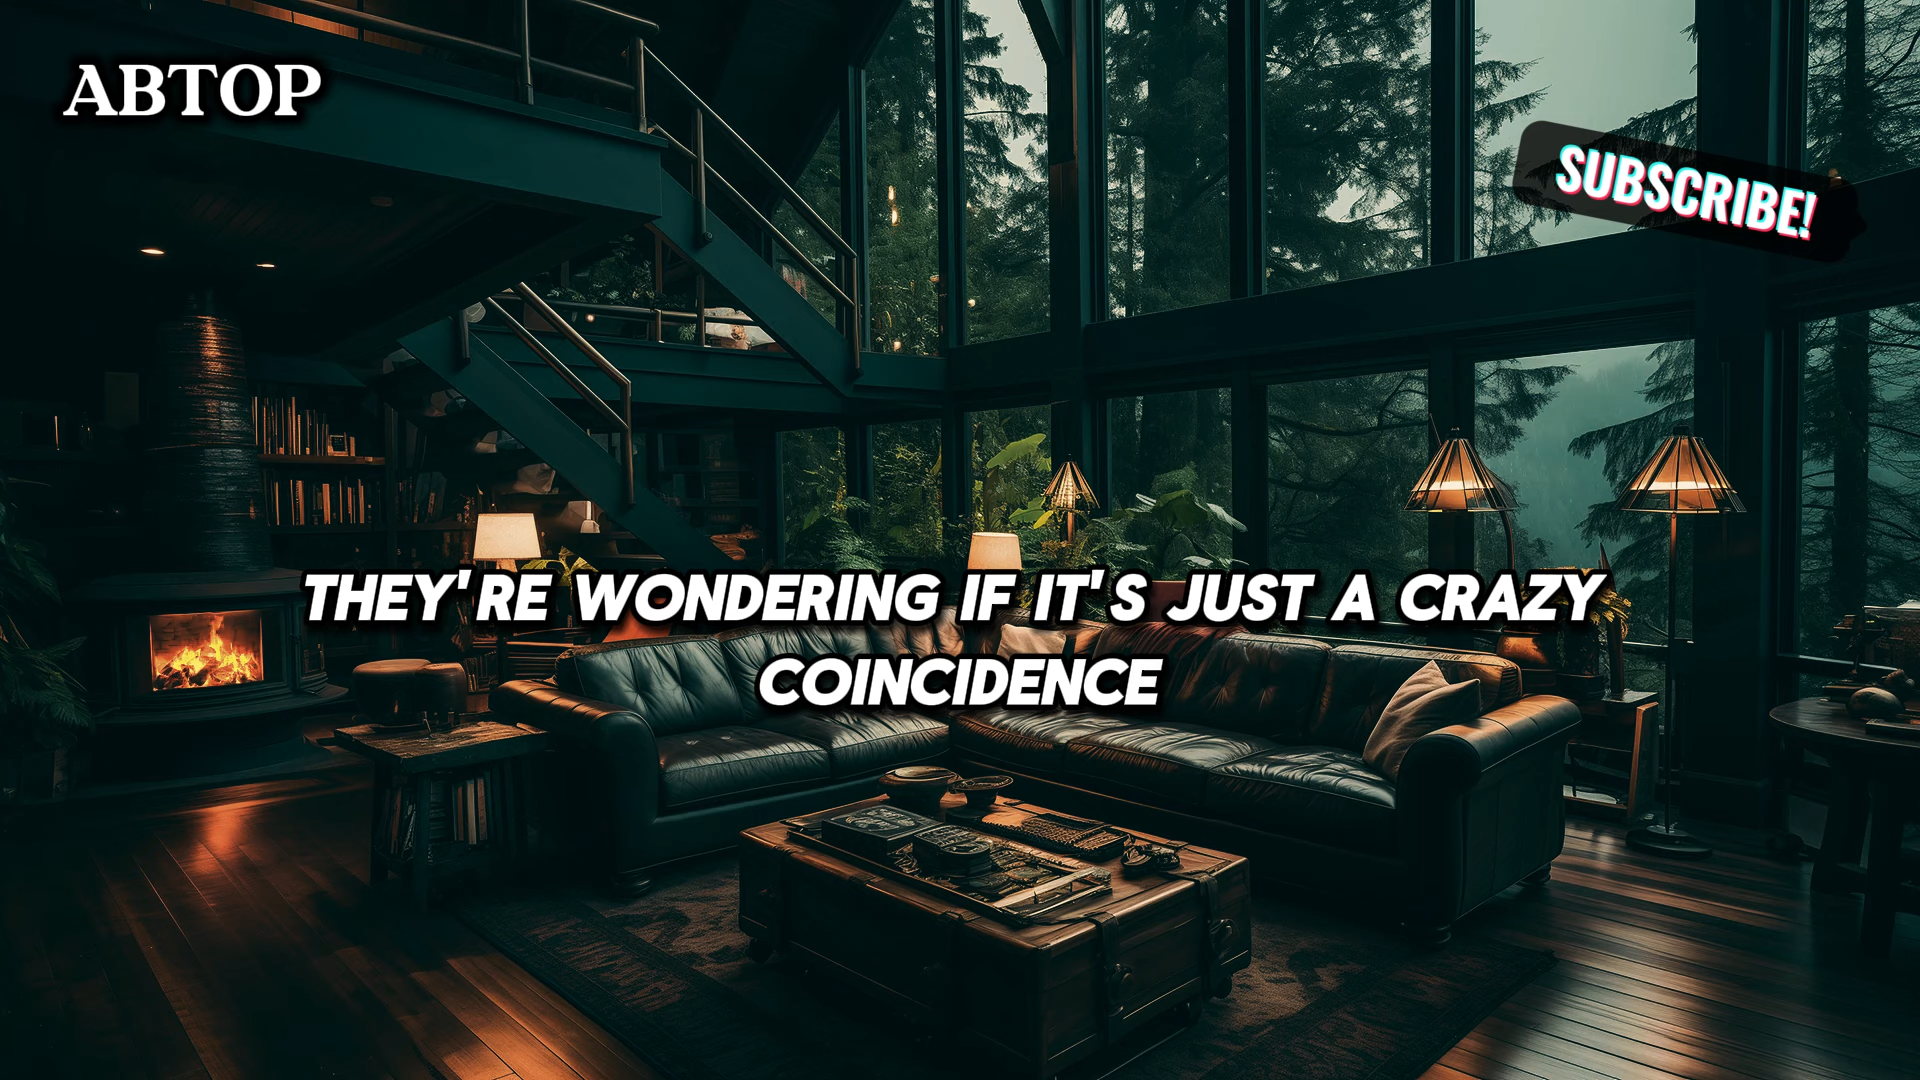 ABTOP
SUBSCRIBE!
THEY'RE WONDERING IF IT'S JUST A CRAZY
COINCIDENCE